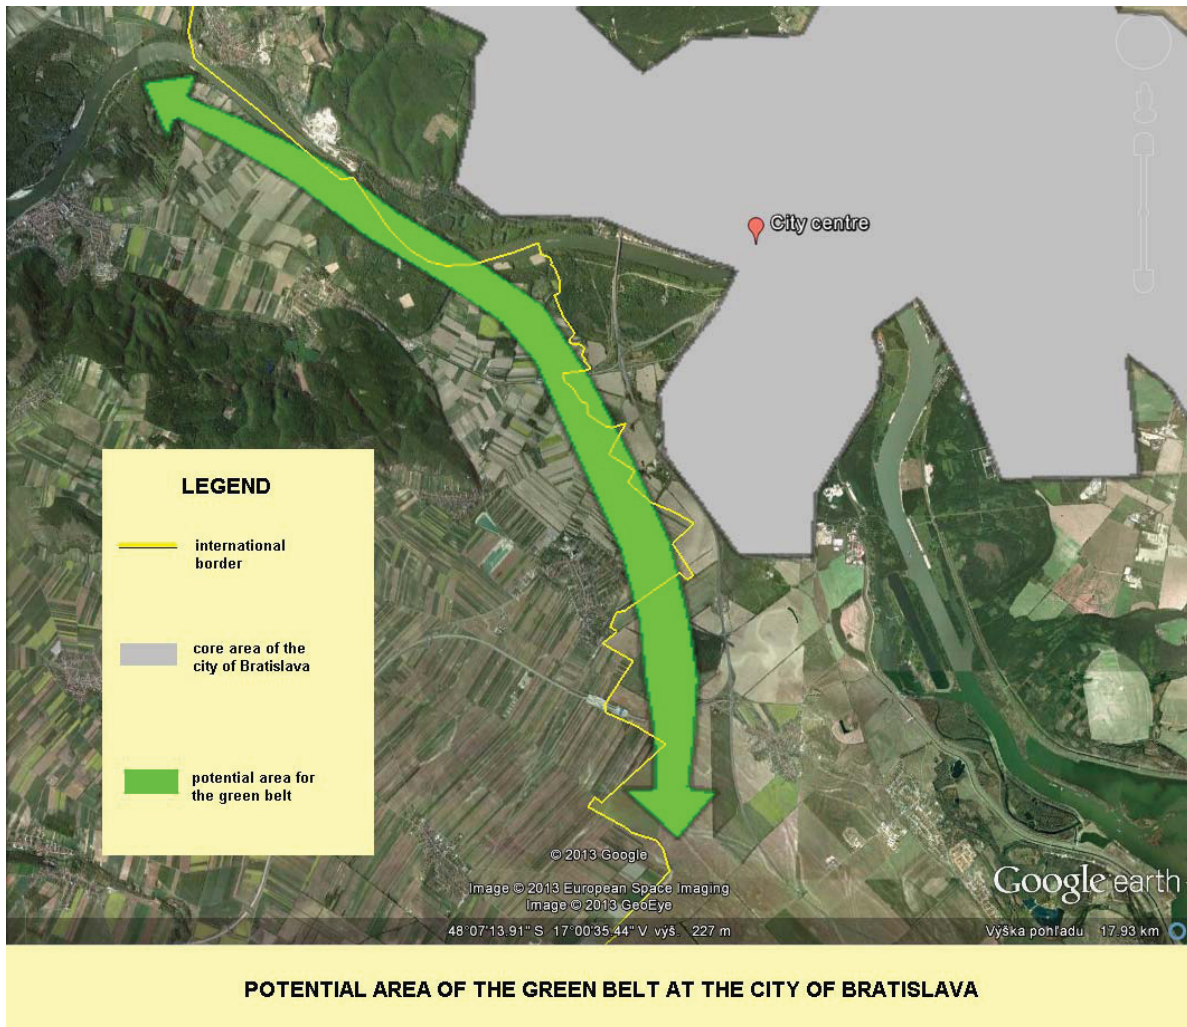 City centre
LEGEND
international
border
core area of the
city of Bratislava
potential area for
the green belt
© 2013 Google
Image © 2013 European Space Imaging
Image © 2013 GeoEye
Google earth
48°07'13.91" S 17°00'35.44" V výš. 227 m
Výška pohľadu 17.93 km
POTENTIAL AREA OF THE GREEN BELT AT THE CITY OF BRATISLAVA